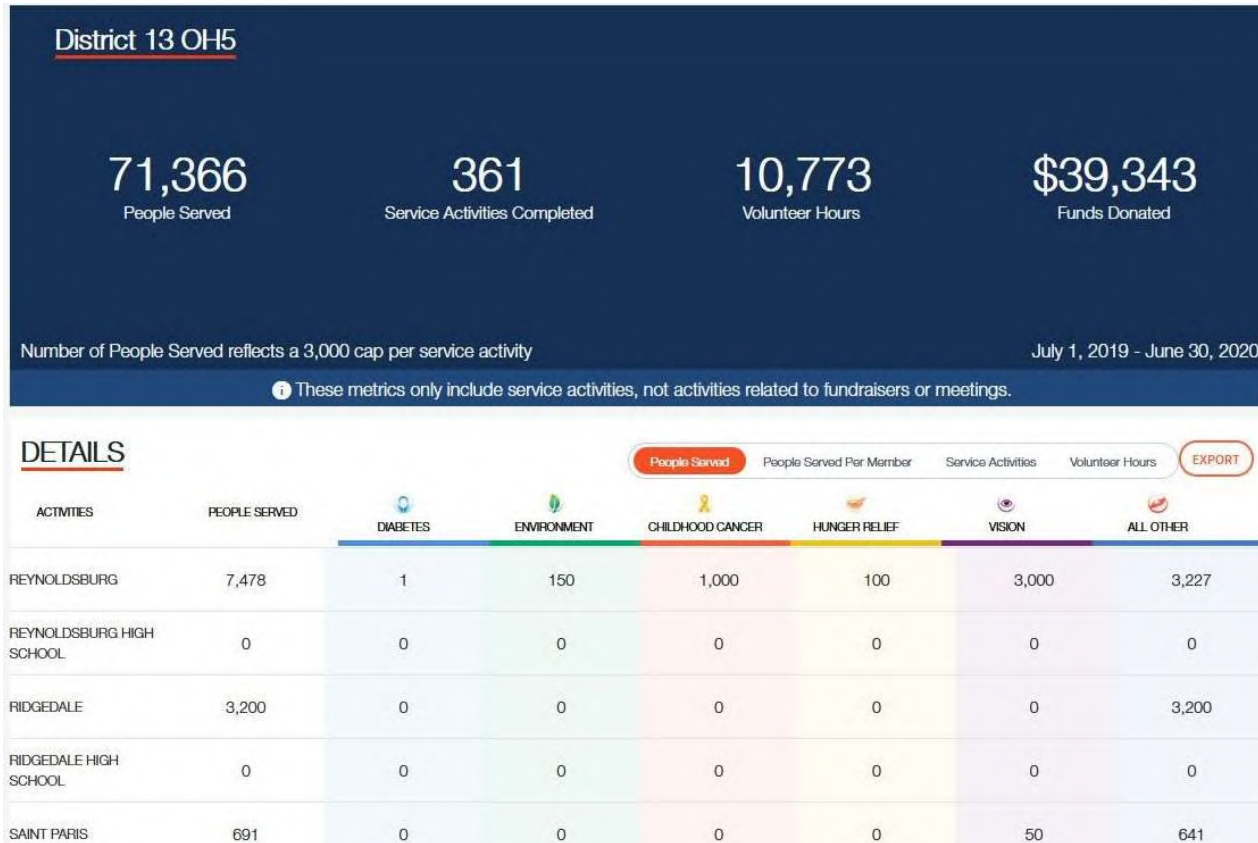 District 13 OH5
71,366 361 10,773 $39,343
People Served Service Activities Completed Volunteer Hours Funds Donated
Number of People Served reflects a 3,000 cap per service activity July 1, 2019 - June 30, 2020
i These metrics only include service activities, not activities related to fundraisers or meetings.
DETAILS
People Served People Served Per Member Service Activities Volunteer Hours EXPORT
ACTIVITIES PEOPLE SERVED DIABETES ENVIRONMENT CHILDHOOD CANCER HUNGER RELIEF VISION ALL OTHER
REYNOLDSBURG 7,478 1 150 1,000 100 3,000 3,227
REYNOLDSBURG HIGH
SCHOOL 0 0 0 0 0 0 0
RIDGEDALE 3,200 0 0 0 0 0 3,200
RIDGEDALE HIGH
SCHOOL 0 0 0 0 0 0 0
SAINT PARIS 691 0 0 0 0 50 641